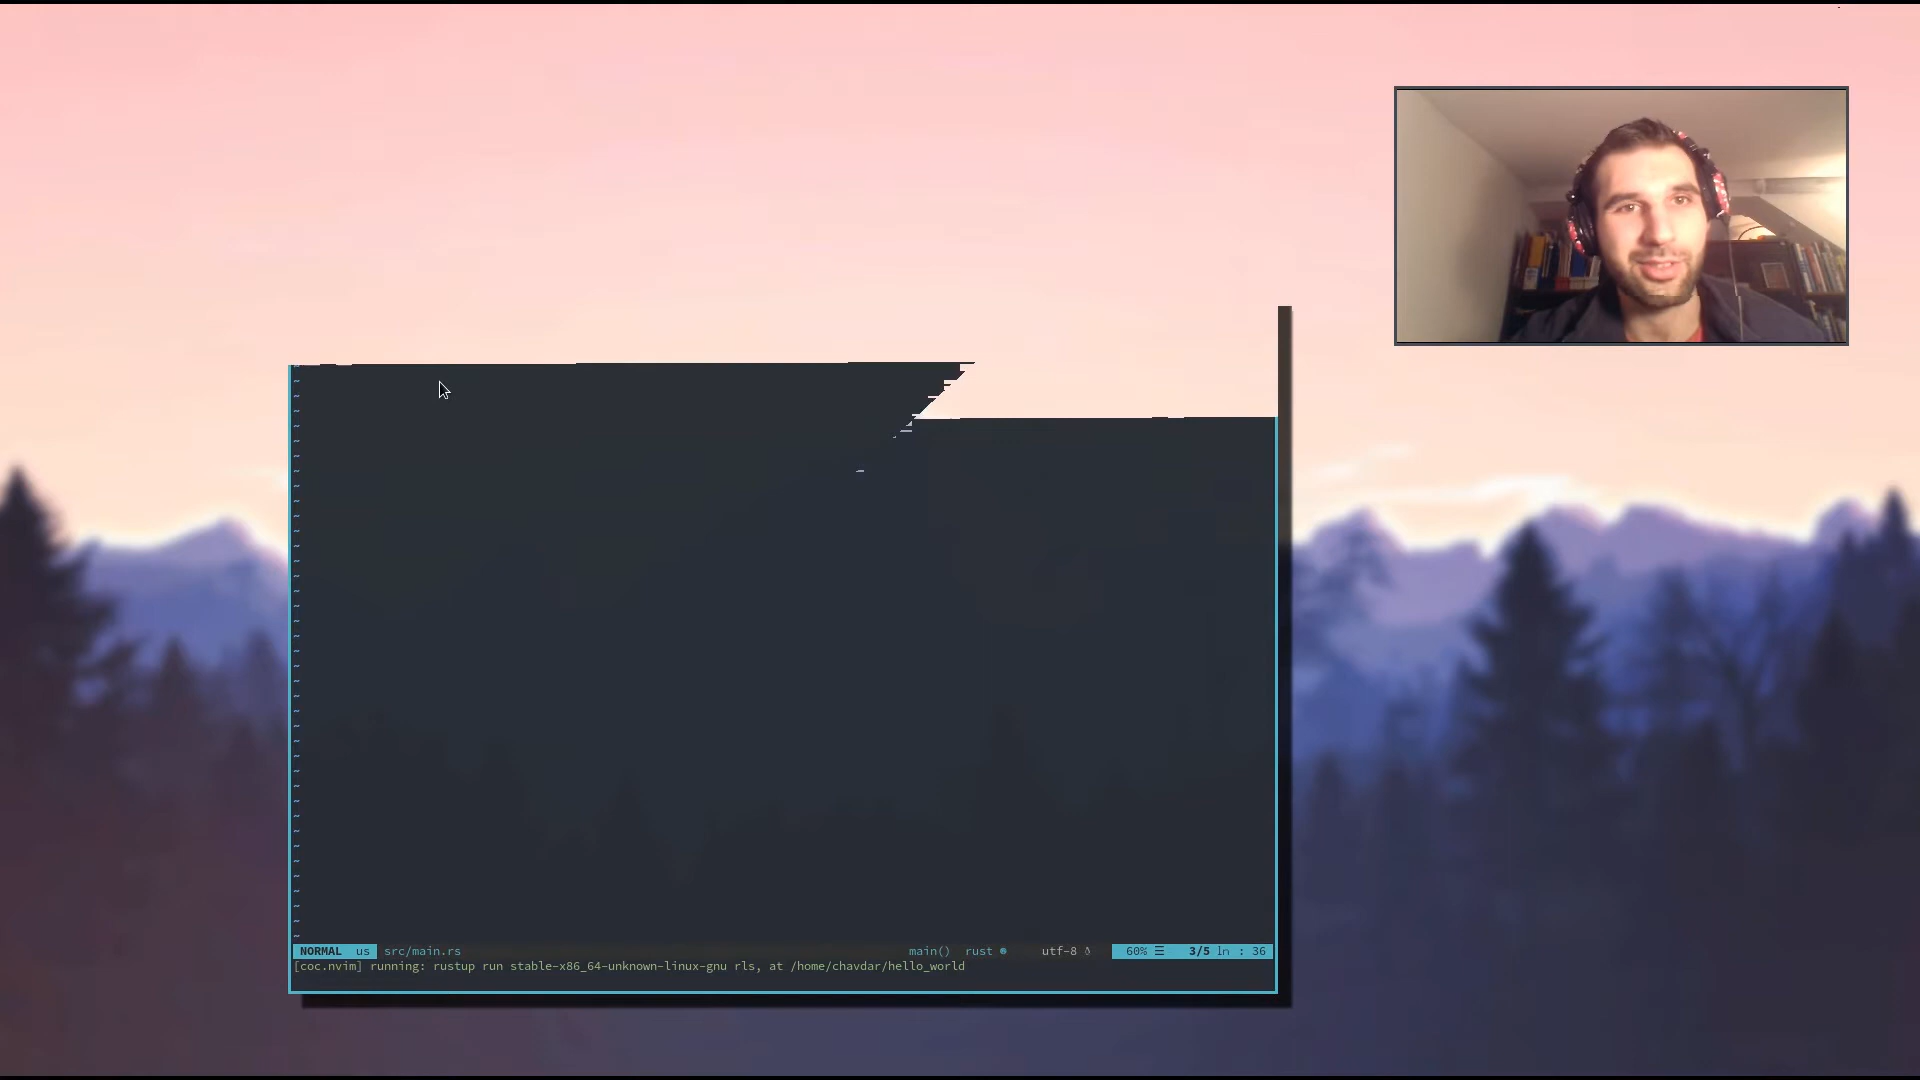 NORMAL us src/main.rs main() rust utf-8 60% ☰ 3/5 ln : 36
[coc.nvim] running: rustup run stable-x86_64-unknown-linux-gnu rls, at /home/chavdar/hello_world